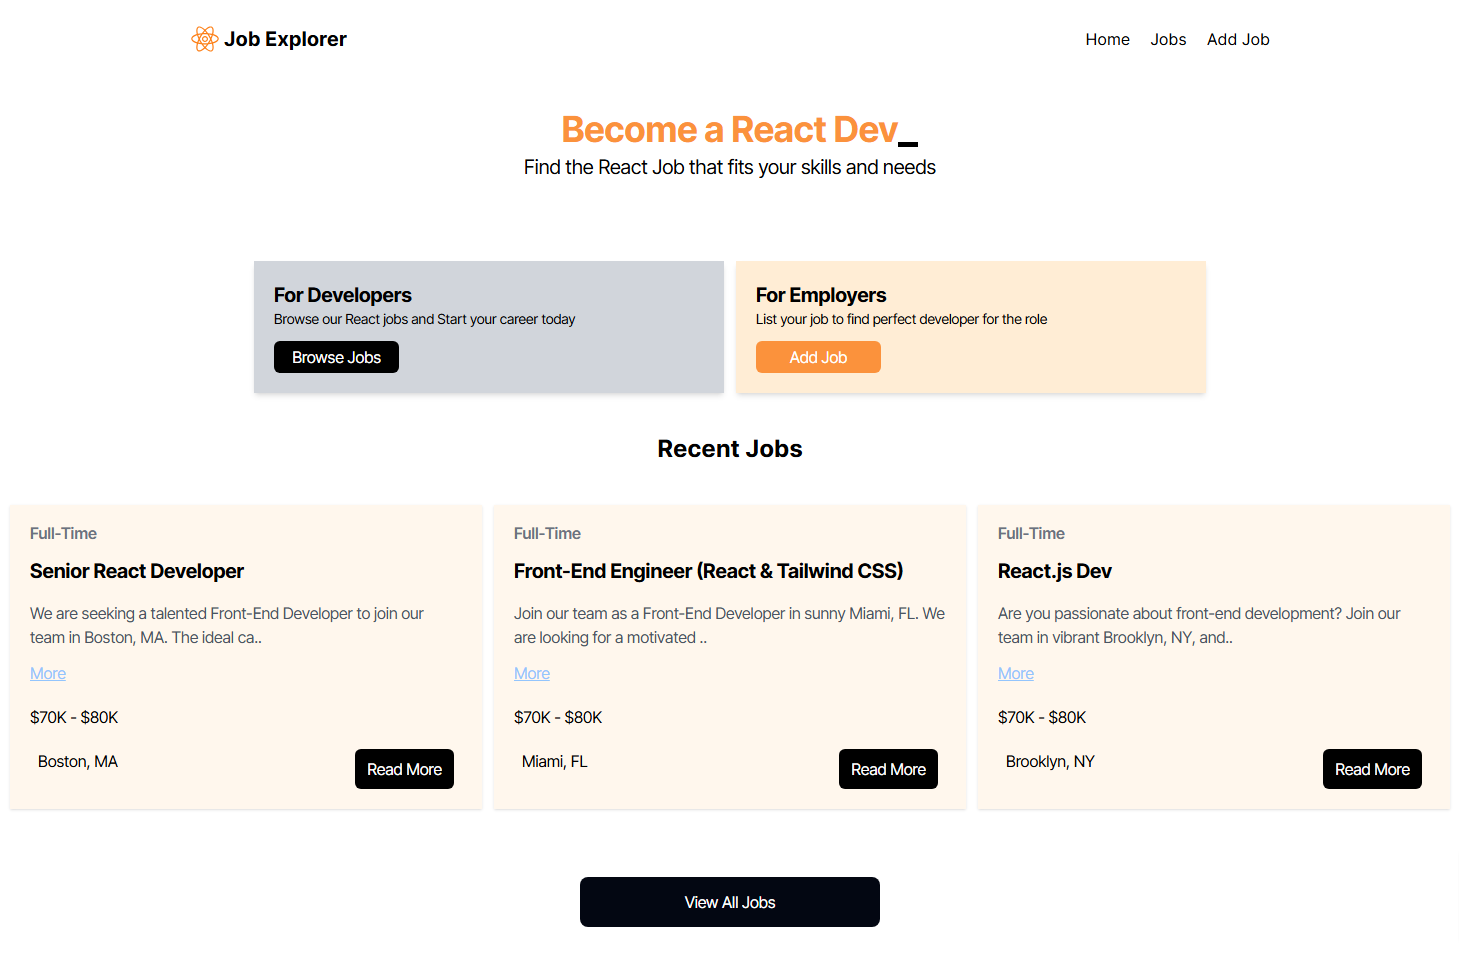 Job Explorer
Home Jobs Add Job
Become a React Dev_
Find the React Job that fits your skills and needs
For Developers
Browse our React jobs and Start your career today
Browse Jobs
For Employers
List your job to find perfect developer for the role
Add Job
Recent Jobs
Full-Time
Senior React Developer
We are seeking a talented Front-End Developer to join our
team in Boston, MA. The ideal ca..
More
$70K - $80K
Boston, MA
Read More
Full-Time
Front-End Engineer (React & Tailwind CSS)
Join our team as a Front-End Developer in sunny Miami, FL. We
are looking for a motivated ..
More
$70K - $80K
Miami, FL
Read More
Full-Time
React.js Dev
Are you passionate about front-end development? Join our
team in vibrant Brooklyn, NY, and..
More
$70K - $80K
Brooklyn, NY
Read More
View All Jobs